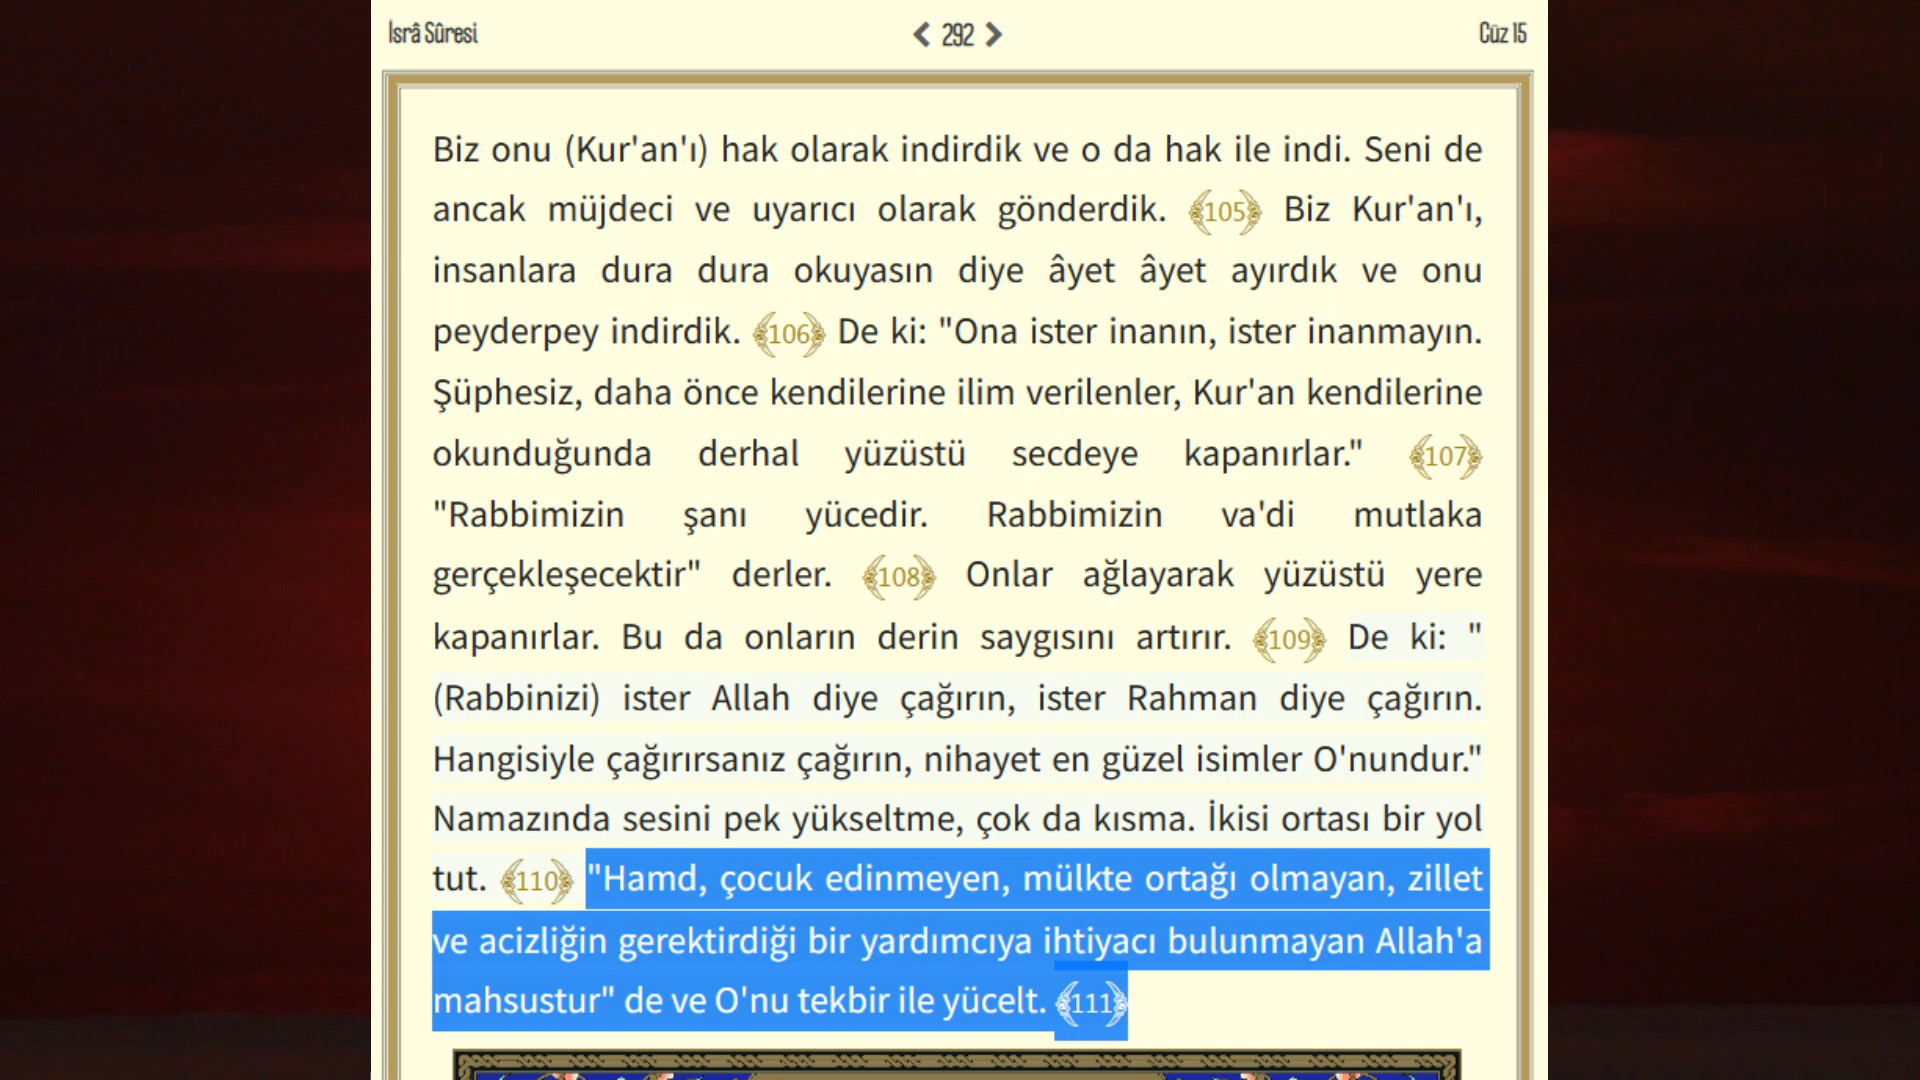 İsrâ Sûresi
292
Cüz 15
Biz onu (Kur'an'ı) hak olarak indirdik ve o da hak ile indi. Seni de
ancak müjdeci ve uyarıcı olarak gönderdik. ﴾105﴿ Biz Kur'an'ı,
insanlara dura dura okuyasın diye âyet âyet ayırdık ve onu
peyderpey indirdik. ﴾106﴿ De ki: "Ona ister inanın, ister inanmayın.
Şüphesiz, daha önce kendilerine ilim verilenler, Kur'an kendilerine
okunduğunda derhal yüzüstü secdeye kapanırlar." ﴾107﴿
"Rabbimizin şanı yücedir. Rabbimizin va'di mutlaka
gerçekleşecektir" derler. ﴾108﴿ Onlar ağlayarak yüzüstü yere
kapanırlar. Bu da onların derin saygısını artırır. ﴾109﴿ De ki: "
(Rabbinizi) ister Allah diye çağırın, ister Rahman diye çağırın.
Hangisiyle çağırırsanız çağırın, nihayet en güzel isimler O'nundur."
Namazında sesini pek yükseltme, çok da kısma. İkisi ortası bir yol
tut. ﴾110﴿ "Hamd, çocuk edinmeyen, mülkte ortağı olmayan, zillet
ve acizliğin gerektirdiği bir yardımcıya ihtiyacı bulunmayan Allah'a
mahsustur" de ve O'nu tekbir ile yücelt. ﴾111﴿